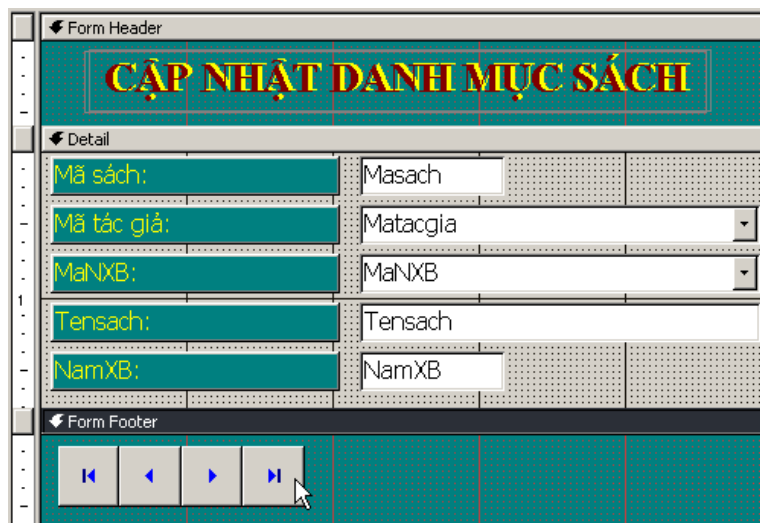 Form Header
CẬP NHẬT DANH MỤC SÁCH
Detail
Mã sách: Masach
Mã tác giả: Matacgia
MaNXB: MaNXB
1
Tensach: Tensach
NamXB: NamXB
Form Footer